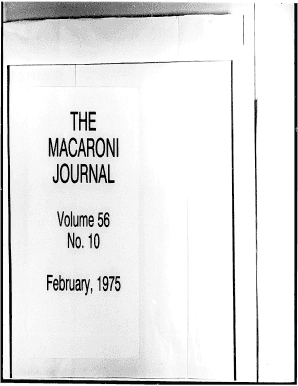 THE
MACARONI
JOURNAL
Volume 56
No. 10
February, 1975